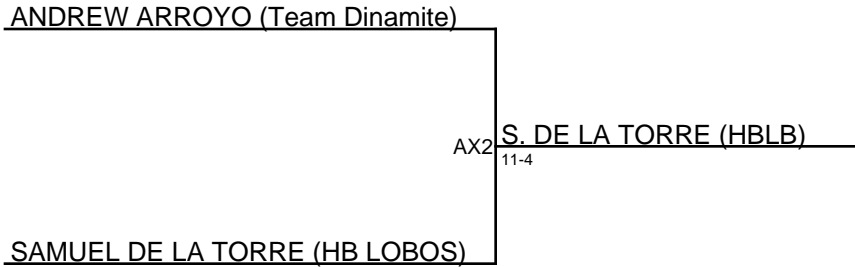 ANDREW ARROYO (Team Dinamite)
AX2
S. DE LA TORRE (HBLB)
11-4
SAMUEL DE LA TORRE (HB LOBOS)